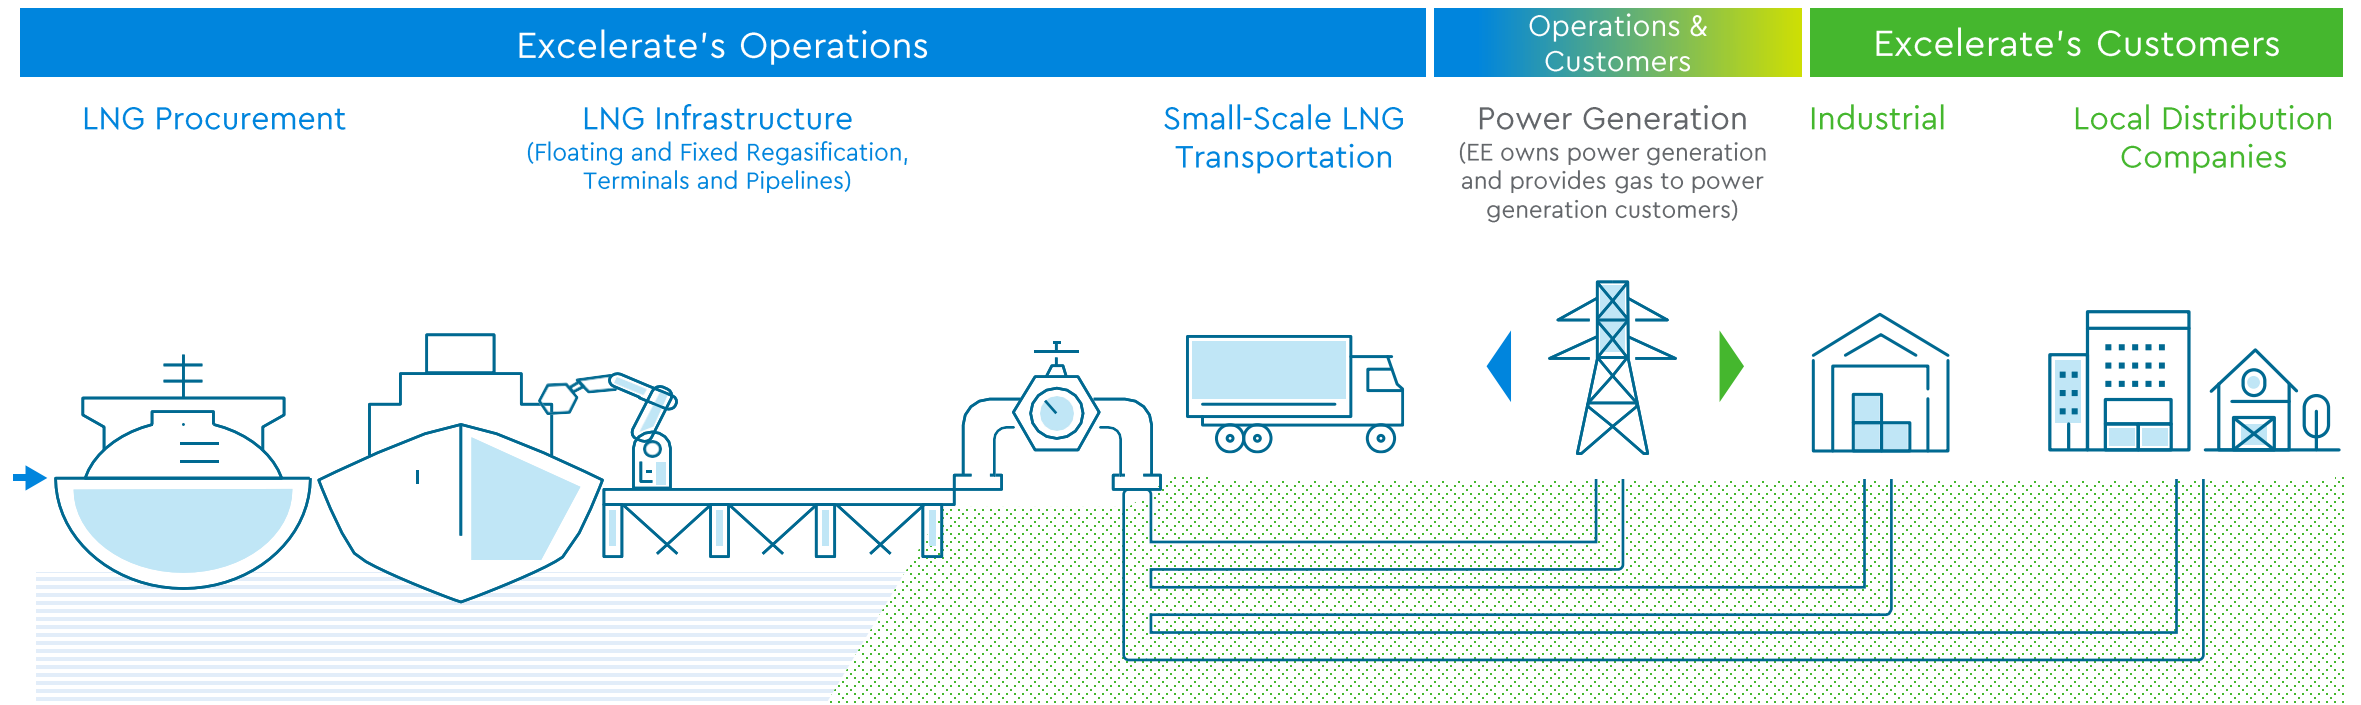 Excelerate's Operations
Operations &
Customers
Excelerate's Customers
LNG Procurement
LNG Infrastructure
(Floating and Fixed Regasification,
Terminals and Pipelines)
Small-Scale LNG
Transportation
Power Generation
(EE owns power generation
and provides gas to power
generation customers)
Industrial
Local Distribution
Companies